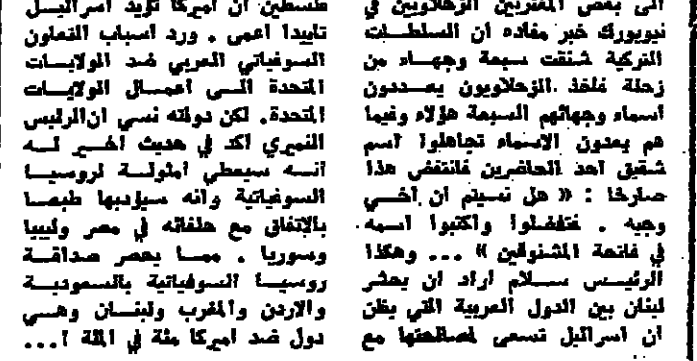 الى بعض المغتربين الزحلاويين في
نيويورك خبر مفاده ان السلطات
التركية شنقت سبعة وجهاء من
زحلة فاخذ الزحلاويون يعددون
اسماء وجهائهم السبعة هؤلاء وفيما
هم يعدون الاسماء تجاهلوا اسم
شقيق احد الحاضرين فانتفض هذا
صارخا : « هل نسيتم ان اخي
وجيه . فتفضلوا واكتبوا اسمه
في فاتحة المشنوقين » ... وهكذا
الرئيس سلام اراد ان يحشر
لبنان بين الدول العربية التي يظن
ان اسرائيل تسعى لمصالحتها مع
فلسطين ان اميركا تؤيد اسرائيل
تاييدا اعمى . ورد اسباب التعاون
السوفياتي العربي ضد الولايات
المتحدة الى اعمال الولايات
المتحدة. لكن دولته نسي ان الرئيس
النميري اكد في حديث اخير له
انه سيعطي امثولة لروسيا
السوفياتية وانه سيؤدبها طبعا
بالاتفاق مع حلفائه في مصر وليبيا
وسوريا . مما يحصر صداقة
روسيا السوفياتية بالسعودية
والاردن والمغرب ولبنان وهي
دول ضد اميركا مئة في المئة ! ...